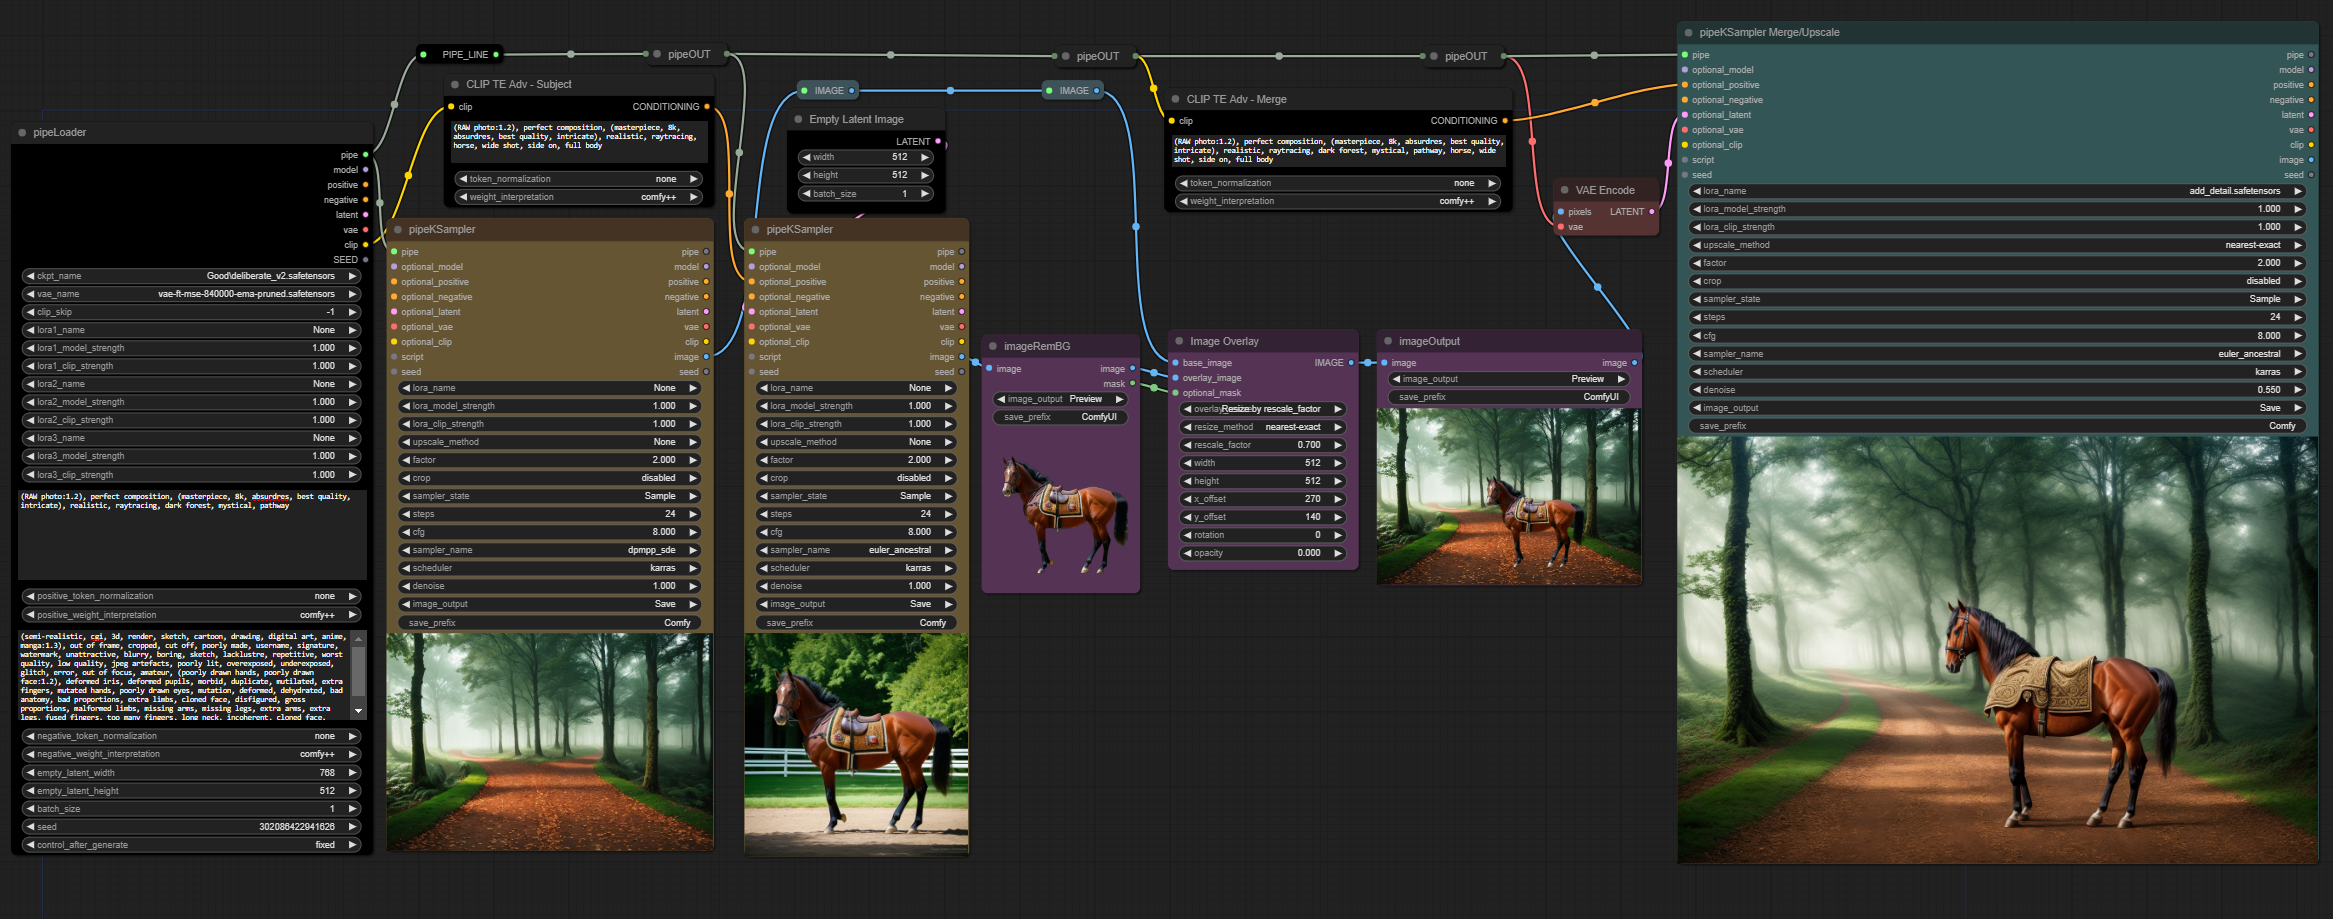 pipeLoader
pipe
model
positive
negative
latent
vae
clip
SEED
ckpt_name Good\deliberate_v2.safetensors
vae_name vae-ft-mse-840000-ema-pruned.safetensors
clip_skip -1
lora1_name None
lora1_model_strength 1.000
lora1_clip_strength 1.000
lora2_name None
lora2_model_strength 1.000
lora2_clip_strength 1.000
lora3_name None
lora3_model_strength 1.000
lora3_clip_strength 1.000
(RAW photo:1.2), perfect composition, (masterpiece, 8k, absurdres, best quality,
intricate), realistic, raytracing, dark forest, mystical, pathway
positive_token_normalization none
positive_weight_interpretation comfy++
(semi-realistic, cgi, 3d, render, sketch, cartoon, drawing, digital art, anime,
manga:1.3), out of frame, cropped, cut off, poorly made, username, signature,
watermark, unattractive, blurry, boring, sketch, lacklustre, repetitive, worst
quality, low quality, jpeg artefacts, poorly lit, overexposed, underexposed,
glitch, error, out of focus, amateur, (poorly drawn hands, poorly drawn
face:1.2), deformed iris, deformed pupils, morbid, duplicate, mutilated, extra
fingers, mutated hands, poorly drawn eyes, mutation, deformed, dehydrated, bad
anatomy, bad proportions, extra limbs, cloned face, disfigured, gross
proportions, malformed limbs, missing arms, missing legs, extra arms, extra
legs, fused fingers, too many fingers, long neck, incoherent, cloned face,
negative_token_normalization none
negative_weight_interpretation comfy++
empty_latent_width 768
empty_latent_height 512
batch_size 1
seed 302086422941626
control_after_generate fixed
PIPE_LINE
pipeOUT
CLIP TE Adv - Subject
clip CONDITIONING
(RAW photo:1.2), perfect composition, (masterpiece, 8k,
absurdres, best quality, intricate), realistic, raytracing,
horse, wide shot, side on, full body
token_normalization none
weight_interpretation comfy++
pipeKSampler
pipe pipe
optional_model model
optional_positive positive
optional_negative negative
optional_latent latent
optional_vae vae
optional_clip clip
script image
seed seed
lora_name None
lora_model_strength 1.000
lora_clip_strength 1.000
upscale_method None
factor 2.000
crop disabled
sampler_state Sample
steps 24
cfg 8.000
sampler_name dpmpp_sde
scheduler karras
denoise 1.000
image_output Save
save_prefix Comfy
IMAGE
Empty Latent Image
LATENT
width 512
height 512
batch_size 1
pipeKSampler
pipe pipe
optional_model model
optional_positive positive
optional_negative negative
optional_latent latent
optional_vae vae
optional_clip clip
script image
seed seed
lora_name None
lora_model_strength 1.000
lora_clip_strength 1.000
upscale_method None
factor 2.000
crop disabled
sampler_state Sample
steps 24
cfg 8.000
sampler_name euler_ancestral
scheduler karras
denoise 1.000
image_output Save
save_prefix Comfy
pipeOUT
IMAGE
imageRemBG
image image
mask
image_output Preview
save_prefix ComfyUI
CLIP TE Adv - Merge
clip CONDITIONING
(RAW photo:1.2), perfect composition, (masterpiece, 8k, absurdres, best quality,
intricate), realistic, raytracing, dark forest, mystical, pathway, horse, wide
shot, side on, full body
token_normalization none
weight_interpretation comfy++
Image Overlay
base_image IMAGE
overlay_image
optional_mask
Resize by rescale_factor
resize_method nearest-exact
rescale_factor 0.700
width 512
height 512
x_offset 270
y_offset 140
rotation 0
opacity 0.000
pipeOUT
imageOutput
image image
image_output Preview
save_prefix ComfyUI
VAE Encode
pixels LATENT
vae
pipeKSampler Merge/Upscale
pipe pipe
optional_model model
optional_positive positive
optional_negative negative
optional_latent latent
optional_vae vae
optional_clip clip
script image
seed seed
lora_name add_detail.safetensors
lora_model_strength 1.000
lora_clip_strength 1.000
upscale_method nearest-exact
factor 2.000
crop disabled
sampler_state Sample
steps 24
cfg 8.000
sampler_name euler_ancestral
scheduler karras
denoise 0.550
image_output Save
save_prefix Comfy